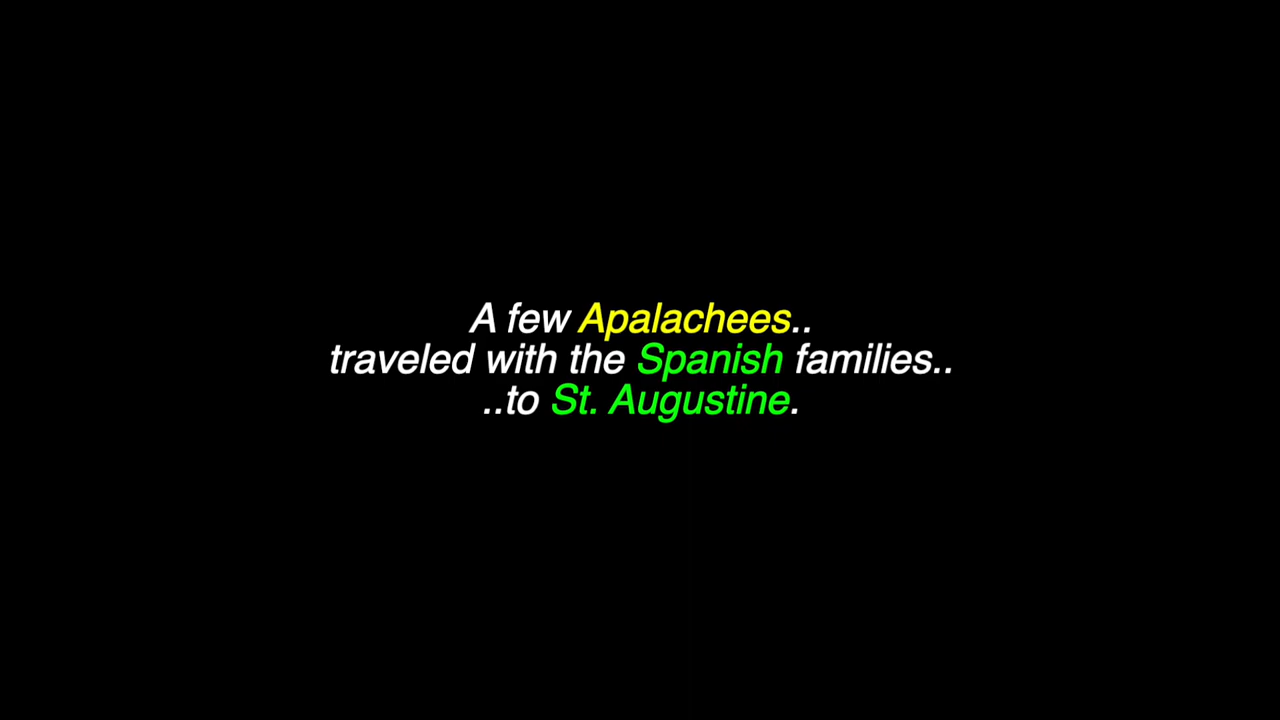 A few Apalachees..
traveled with the Spanish families..
..to St. Augustine.